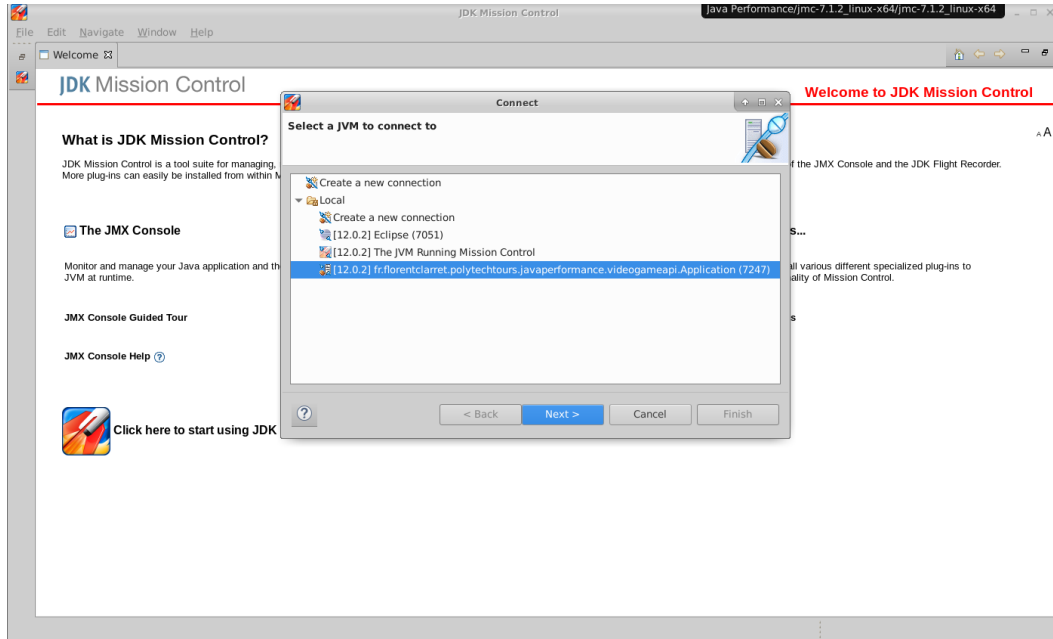 JDK Mission Control
Java Performance/jmc-7.1.2_linux-x64/jmc-7.1.2_linux-x64
File Edit Navigate Window Help
Welcome
JDK Mission Control
Welcome to JDK Mission Control
Connect
Select a JVM to connect to
What is JDK Mission Control?
A A
JDK Mission Control is a tool suite for managing,
of the JMX Console and the JDK Flight Recorder.
More plug-ins can easily be installed from within
Create a new connection
Local
Create a new connection
[12.0.2] Eclipse (7051)
[12.0.2] The JVM Running Mission Control
[12.0.2] fr.florentclarret.polytechtours.javaperformance.videogameapi.Application (7247)
The JMX Console
s...
Monitor and manage your Java application and th
all various different specialized plug-ins to
JVM at runtime.
ality of Mission Control.
JMX Console Guided Tour
s
JMX Console Help ?
? < Back Next > Cancel Finish
Click here to start using JDK